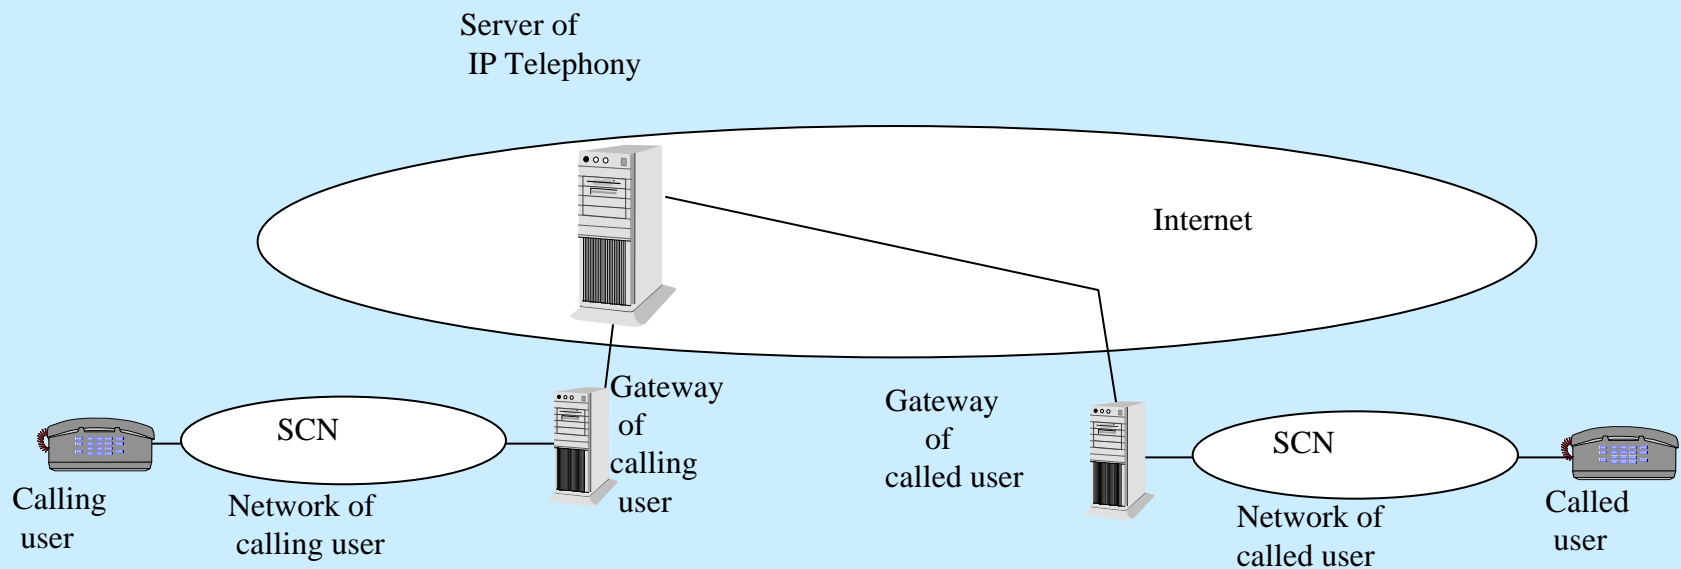 Server of
IP Telephony
Internet
Gateway
of
calling
user
Gateway
of
called user
SCN
SCN
Calling
user
Network of
calling user
Network of
called user
Called
user